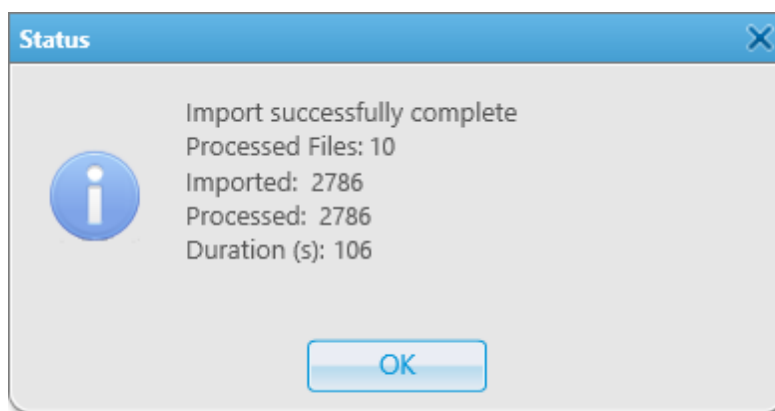 Status
Import successfully complete
Processed Files: 10
Imported: 2786
Processed: 2786
Duration (s): 106
OK